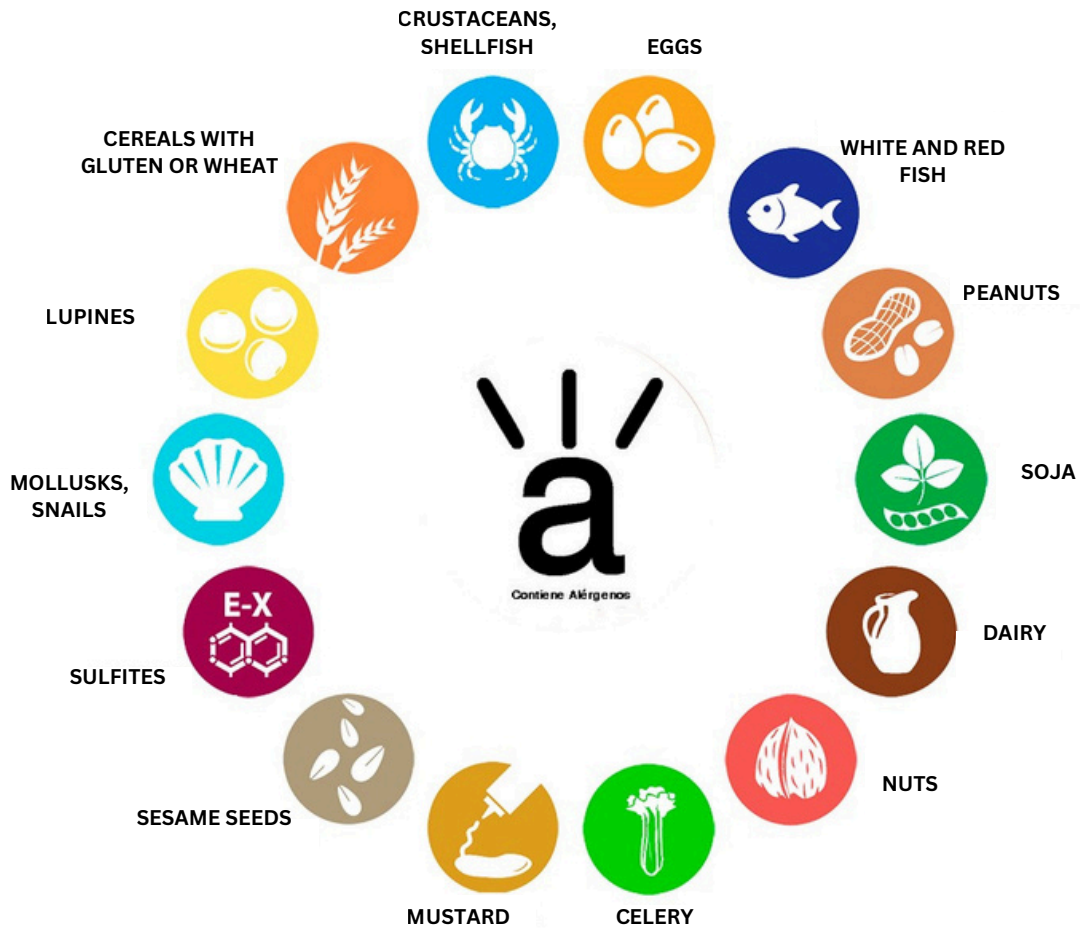 CRUSTACEANS,
SHELLFISH
EGGS
CEREALS WITH
GLUTEN OR WHEAT
WHITE AND RED
FISH
LUPINES
PEANUTS
MOLLUSKS,
SNAILS
SOJA
a
Contiene Alérgenos
E-X
SULFITES
DAIRY
SESAME SEEDS
NUTS
MUSTARD
CELERY